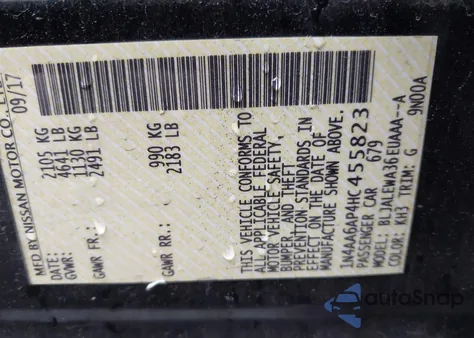 BY NISSAN MOTOR CO.,
09/17
2105 KG
GVWR: 4641 LB
1130 KG
GAWR FR: 2491 LB
990 KG
GAWR RR: 2183 LB
THIS VEHICLE CONFORMS TO
ALL APPLICABLE FEDERAL
MOTOR VEHICLE SAFETY,
BUMPER, AND THEFT
PREVENTION STANDARDS IN
EFFECT ON THE DATE OF
MANUFACTURE SHOWN ABOVE.
1N4AA6AP4HC455823
PASSENGER CAR 679
MODEL: BLJALEWA36EUAAA--A
COLOR: KH3 TRIM: G 9N00A
autoSnap